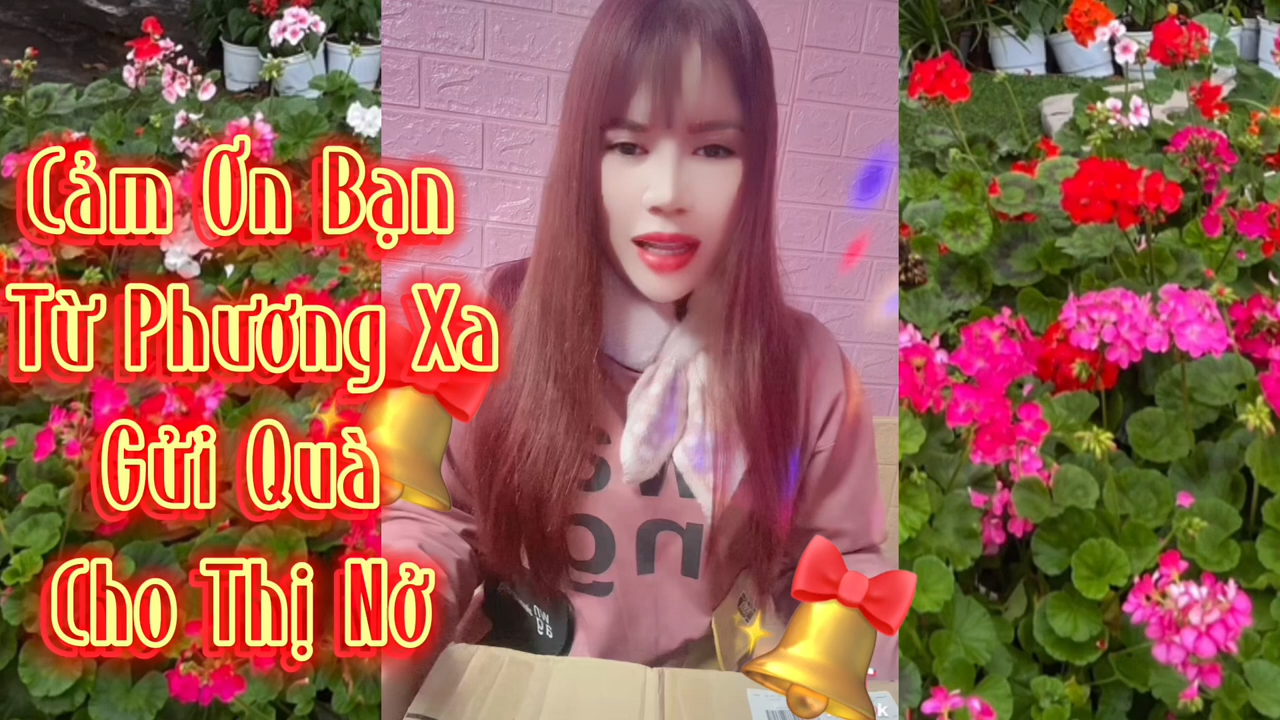 Cảm Ơn Bạn
Từ Phương Xa
Gửi Quà
Cho Thị Nở